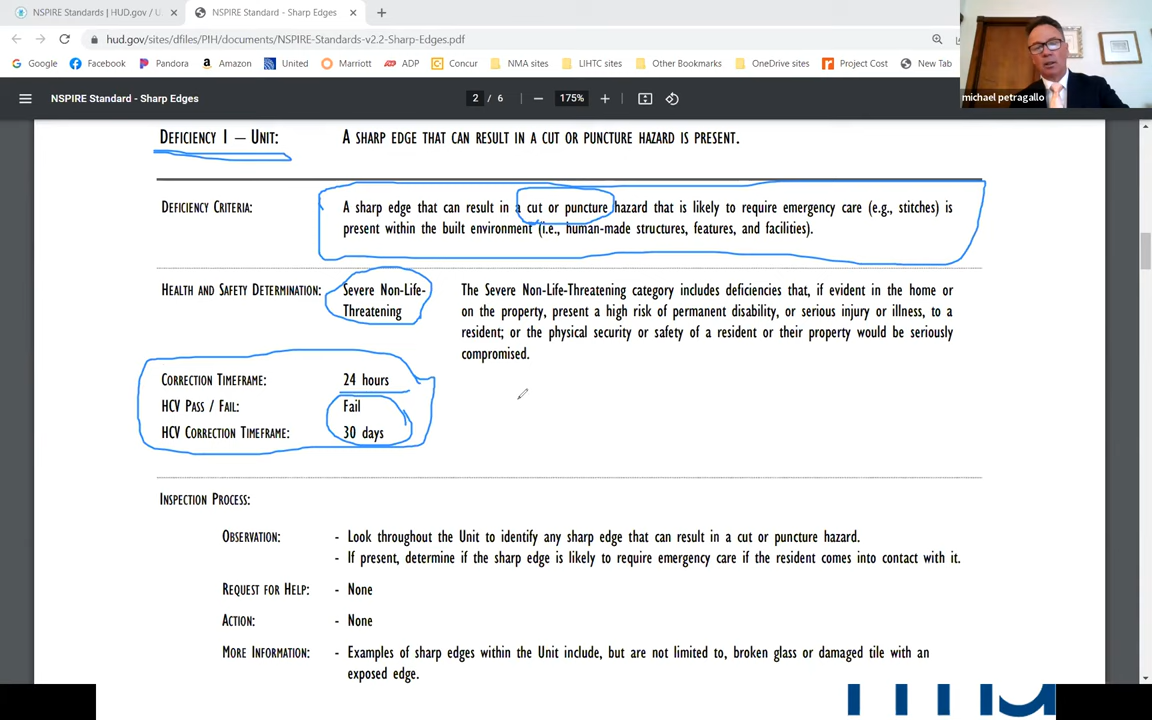 NSPIRE Standards | HUD.gov / U
NSPIRE Standard - Sharp Edges
hud.gov/sites/dfiles/PIH/documents/NSPIRE-Standards-v2.2-Sharp-Edges.pdf
Google Facebook Pandora Amazon United Marriott ADP Concur NMA sites LIHTC sites Other Bookmarks OneDrive sites Project Cost New Tab
michael petragallo
NSPIRE Standard - Sharp Edges 2 / 6 175%
DEFICIENCY 1 – UNIT: A SHARP EDGE THAT CAN RESULT IN A CUT OR PUNCTURE HAZARD IS PRESENT.
DEFICIENCY CRITERIA: A sharp edge that can result in a cut or puncture hazard that is likely to require emergency care (e.g., stitches) is
present within the built environment (i.e., human-made structures, features, and facilities).
HEALTH AND SAFETY DETERMINATION: Severe Non-Life- The Severe Non-Life-Threatening category includes deficiencies that, if evident in the home or
Threatening on the property, present a high risk of permanent disability, or serious injury or illness, to a
resident; or the physical security or safety of a resident or their property would be seriously
compromised.
CORRECTION TIMEFRAME: 24 hours
HCV PASS / FAIL: Fail
HCV CORRECTION TIMEFRAME: 30 days
INSPECTION PROCESS:
OBSERVATION: - Look throughout the Unit to identify any sharp edge that can result in a cut or puncture hazard.
- If present, determine if the sharp edge is likely to require emergency care if the resident comes into contact with it.
REQUEST FOR HELP: - None
ACTION: - None
MORE INFORMATION: - Examples of sharp edges within the Unit include, but are not limited to, broken glass or damaged tile with an
exposed edge.